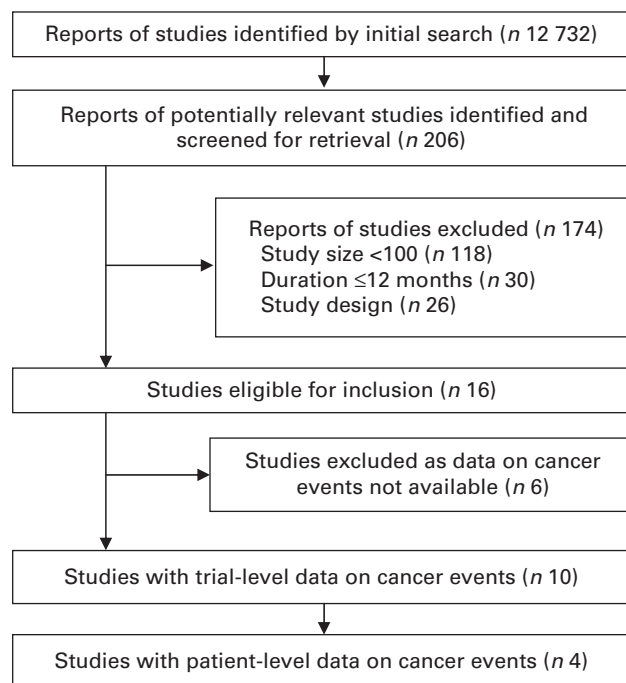 Reports of studies identified by initial search (n 12 732)
Reports of potentially relevant studies identified and
screened for retrieval (n 206)
Reports of studies excluded (n 174)
Study size <100 (n 118)
Duration ≤12 months (n 30)
Study design (n 26)
Studies eligible for inclusion (n 16)
Studies excluded as data on cancer
events not available (n 6)
Studies with trial-level data on cancer events (n 10)
Studies with patient-level data on cancer events (n 4)